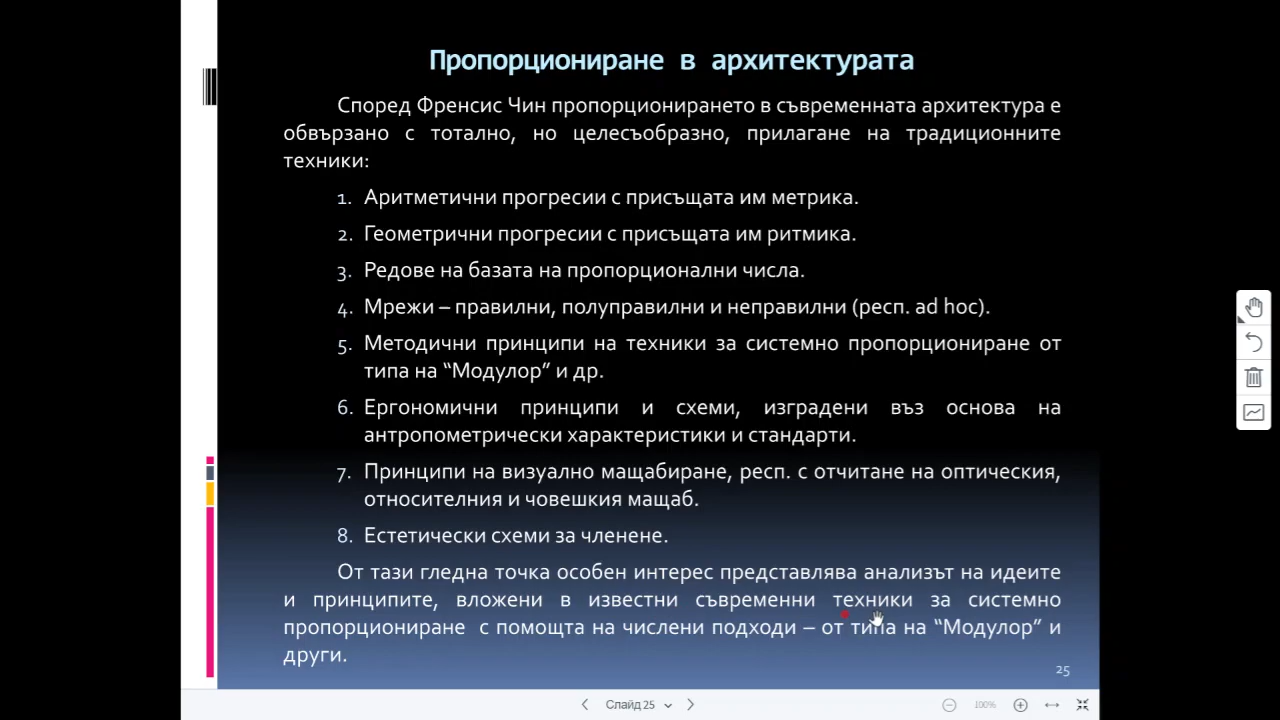 Пропорциониране в архитектурата
Според Френсис Чин пропорционирането в съвременната архитектура е
обвързано с тотално, но целесъобразно, прилагане на традиционните
техники:
1. Аритметични прогресии с присъщата им метрика.
2. Геометрични прогресии с присъщата им ритмика.
3. Редове на базата на пропорционални числа.
4. Мрежи – правилни, полуправилни и неправилни (респ. ad hoc).
5. Методични принципи на техники за системно пропорциониране от
типа на “Модулор” и др.
6. Ергономични принципи и схеми, изградени въз основа на
антропометрически характеристики и стандарти.
7. Принципи на визуално мащабиране, респ. с отчитане на оптическия,
относителния и човешкия мащаб.
8. Естетически схеми за членене.
От тази гледна точка особен интерес представлява анализът на идеите
и принципите, вложени в известни съвременни техники за системно
пропорциониране с помощта на числени подходи – от типа на “Модулор” и
други.
25
Слайд 25
100%